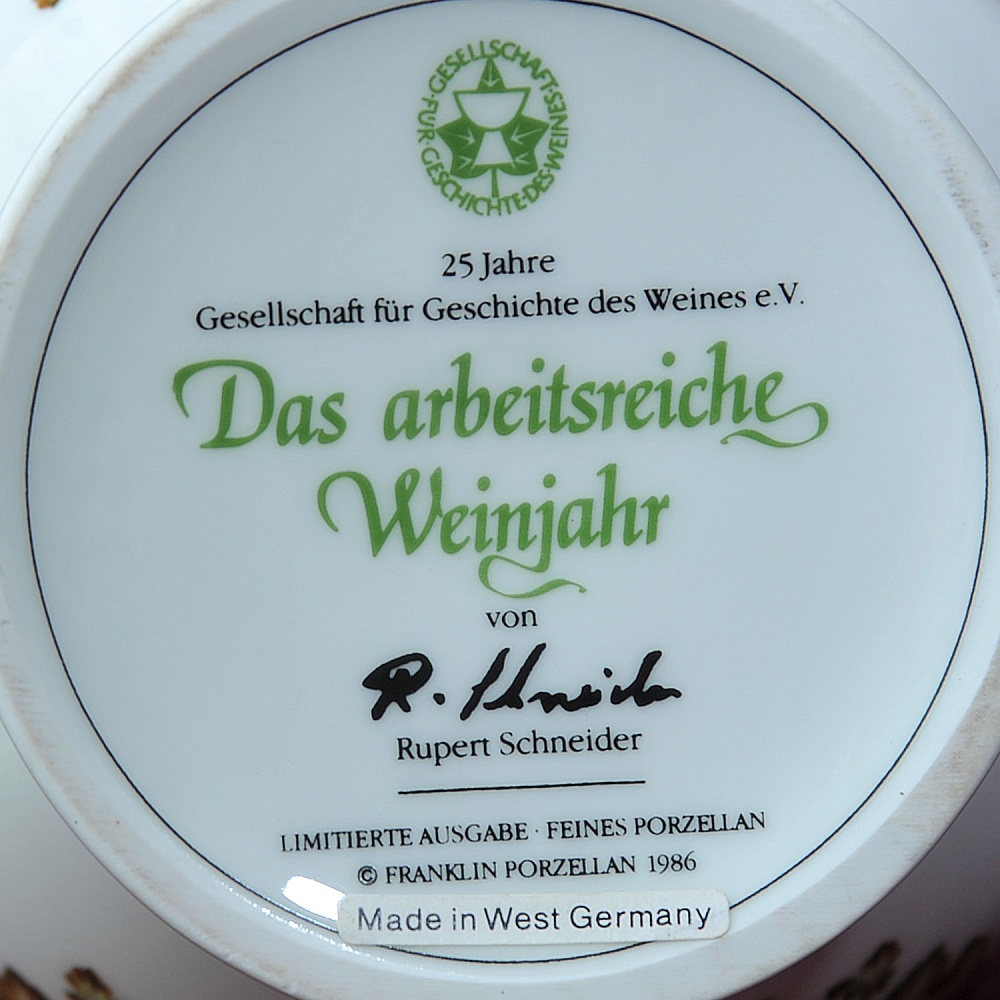 GESELLSCHAFT·FÜR·GESCHICHTE·DES·WEINES·
25 Jahre
Gesellschaft für Geschichte des Weines e.V.
Das arbeitsreiche
Weinjahr
von
R. Schneider
Rupert Schneider
LIMITIERTE AUSGABE · FEINES PORZELLAN
© FRANKLIN PORZELLAN 1986
Made in West Germany